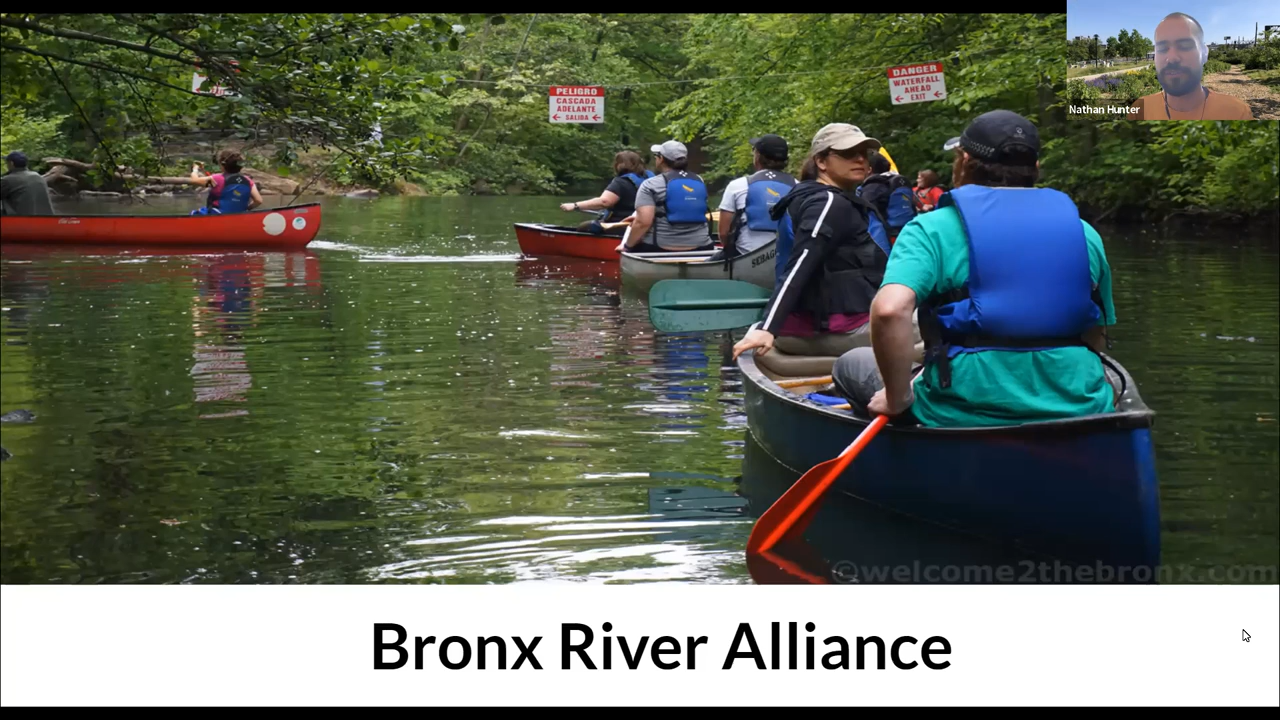 Nathan Hunter
DANGER
WATERFALL
AHEAD
← EXIT →
PELIGRO
CASCADA
ADELANTE
← SALIDA →
©welcome2thebronx.com
Bronx River Alliance